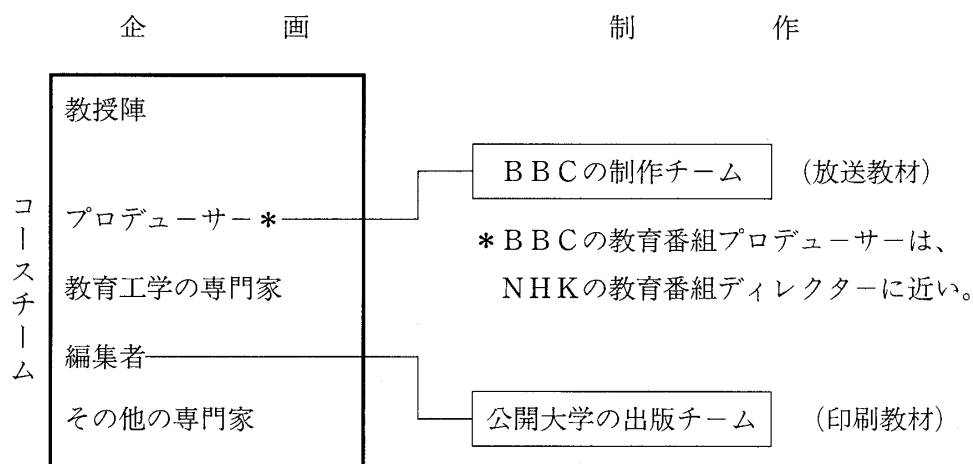 企画
制作
コースチーム
教授陣
プロデューサー*
教育工学の専門家
編集者
その他の専門家
BBCの制作チーム (放送教材)
*BBCの教育番組プロデューサーは、
NHKの教育番組ディレクターに近い。
公開大学の出版チーム (印刷教材)